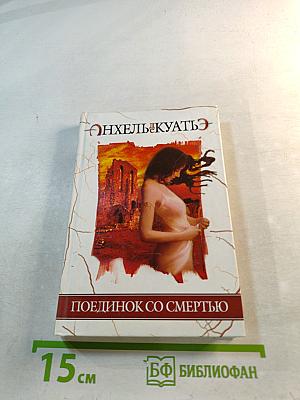 ЭНХЕЛЬ ДЕ КУАТЬЭ
ПОЕДИНОК СО СМЕРТЬЮ
15 см
БФ БИБЛИОФАН